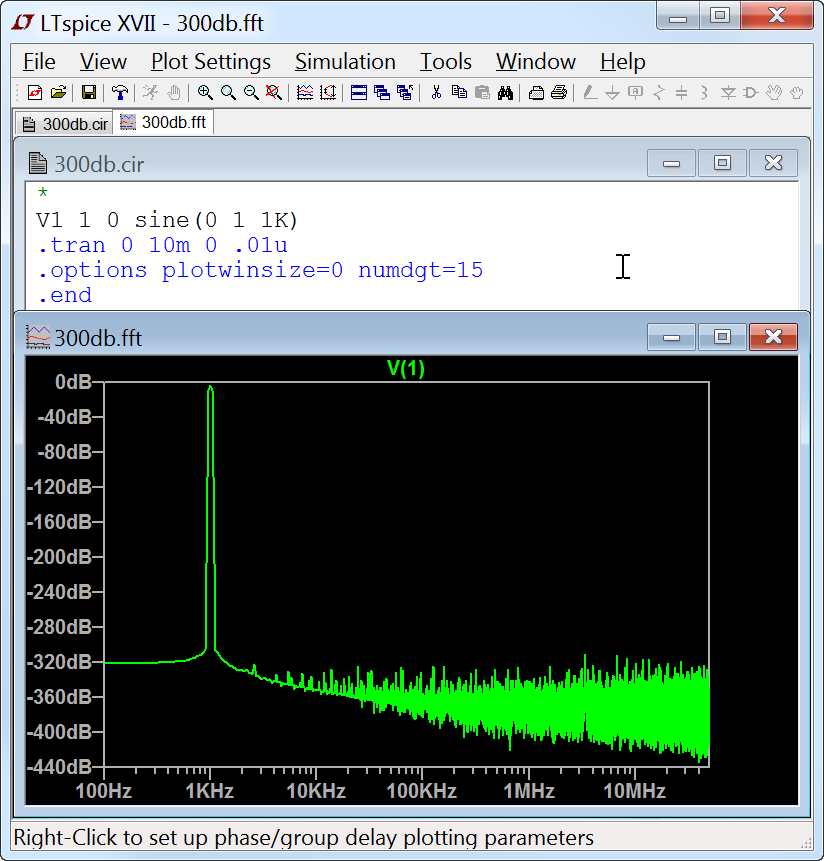 LTspice XVII - 300db.fft
File View Plot Settings Simulation Tools Window Help
300db.cir 300db.fft
300db.cir
*
V1 1 0 sine(0 1 1K)
.tran 0 10m 0 .01u
.options plotwinsize=0 numdgt=15
.end
300db.fft
V(1)
0dB
-40dB
-80dB
-120dB
-160dB
-200dB
-240dB
-280dB
-320dB
-360dB
-400dB
-440dB
100Hz 1KHz 10KHz 100KHz 1MHz 10MHz
Right-Click to set up phase/group delay plotting parameters